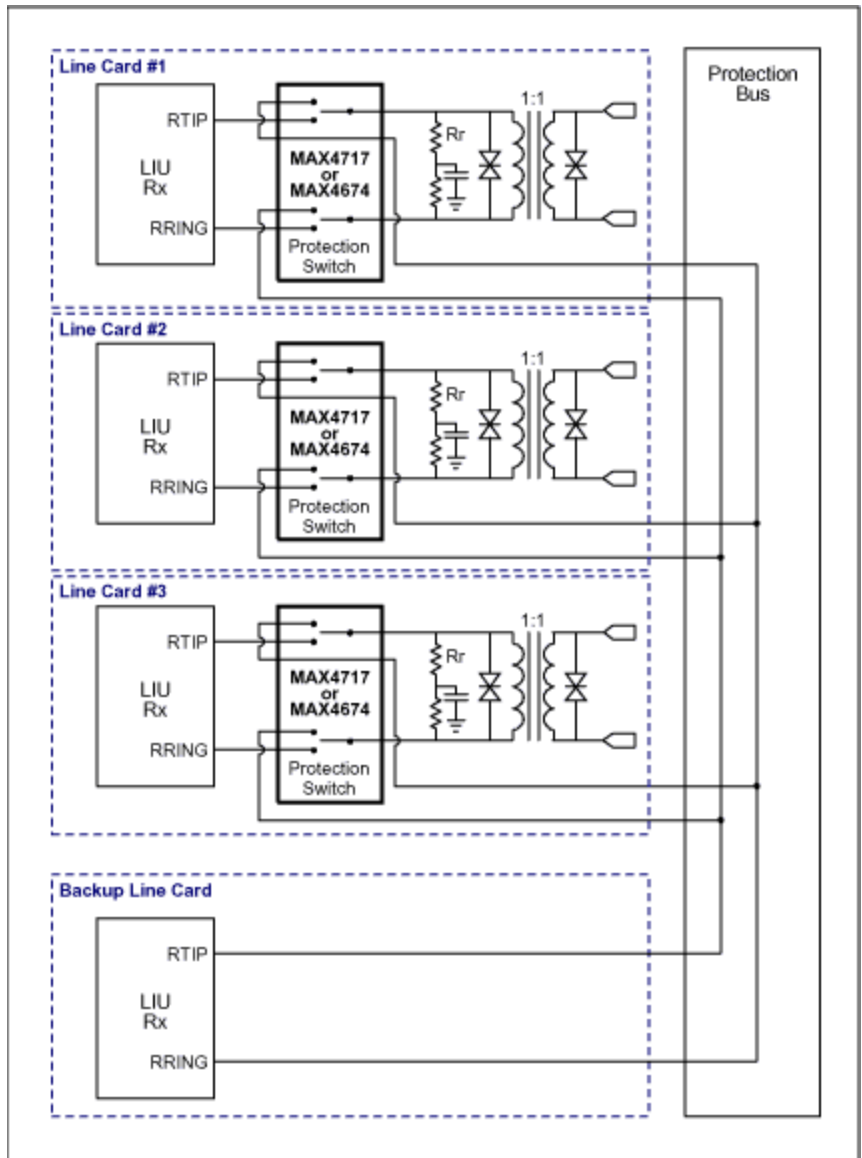 Line Card #1
Protection
Bus
1:1
RTIP
Rr
LIU
Rx
MAX4717
or
MAX4674
RRING
Protection
Switch
Line Card #2
1:1
RTIP
Rr
LIU
Rx
MAX4717
or
MAX4674
RRING
Protection
Switch
Line Card #3
1:1
RTIP
Rr
LIU
Rx
MAX4717
or
MAX4674
RRING
Protection
Switch
Backup Line Card
RTIP
LIU
Rx
RRING